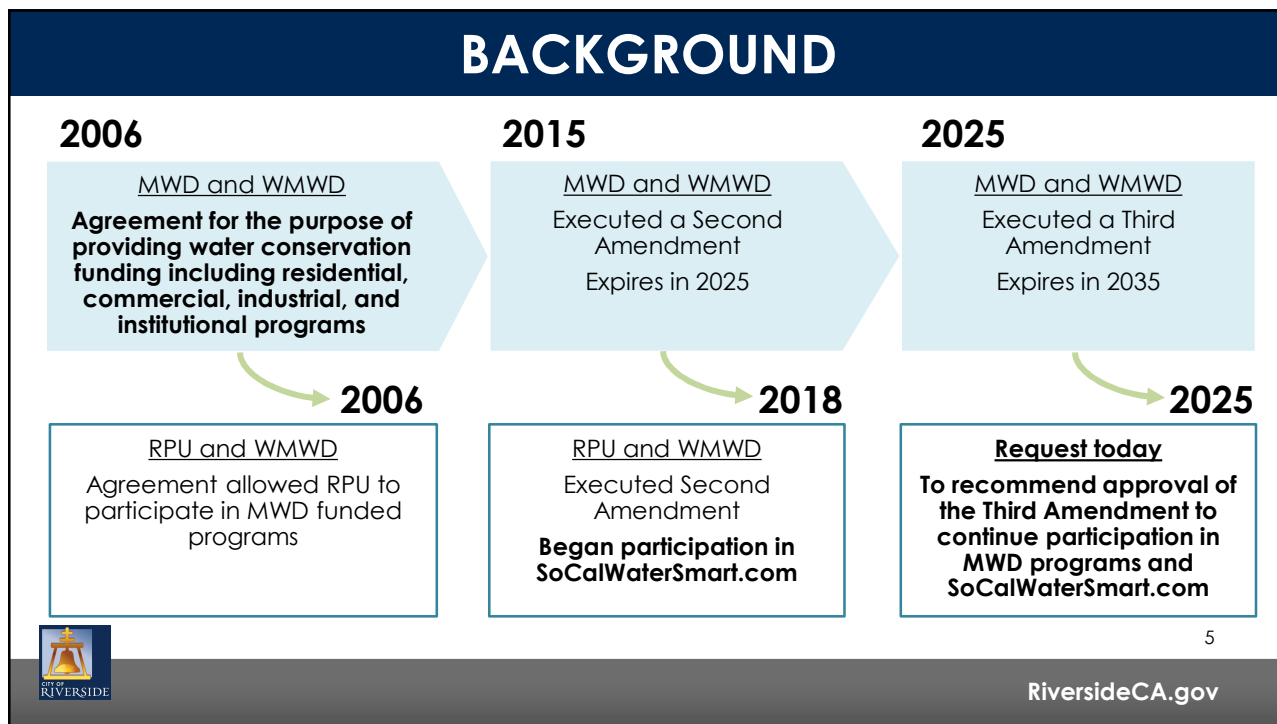 BACKGROUND
2006
MWD and WMWD
Agreement for the purpose of
providing water conservation
funding including residential,
commercial, industrial, and
institutional programs
2015
MWD and WMWD
Executed a Second
Amendment
Expires in 2025
2025
MWD and WMWD
Executed a Third
Amendment
Expires in 2035
2006
RPU and WMWD
Agreement allowed RPU to
participate in MWD funded
programs
2018
RPU and WMWD
Executed Second
Amendment
Began participation in
SoCalWaterSmart.com
2025
Request today
To recommend approval of
the Third Amendment to
continue participation in
MWD programs and
SoCalWaterSmart.com
5
CITY OF
RIVERSIDE
RiversideCA.gov